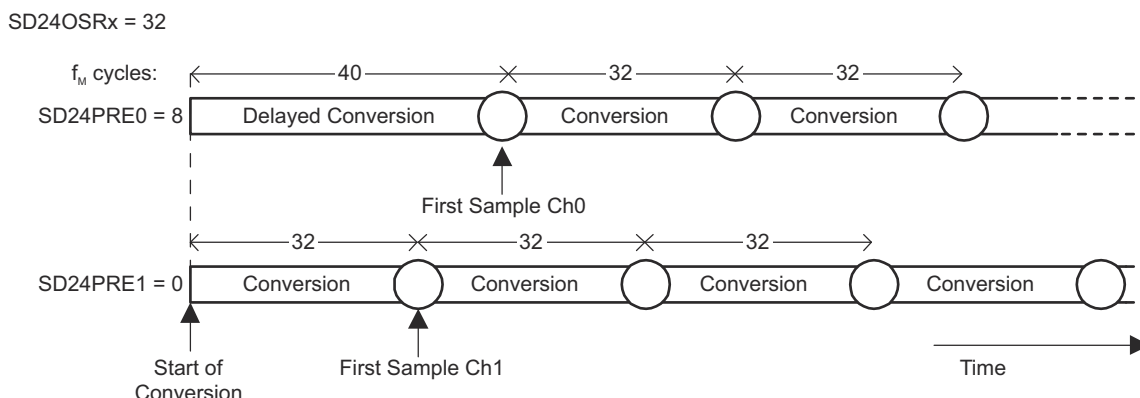 SD24OSRx = 32
f_M cycles:
40
32
32
SD24PRE0 = 8
Delayed Conversion
Conversion
Conversion
First Sample Ch0
32
32
32
SD24PRE1 = 0
Conversion
Conversion
Conversion
Conversion
Start of
Conversion
First Sample Ch1
Time